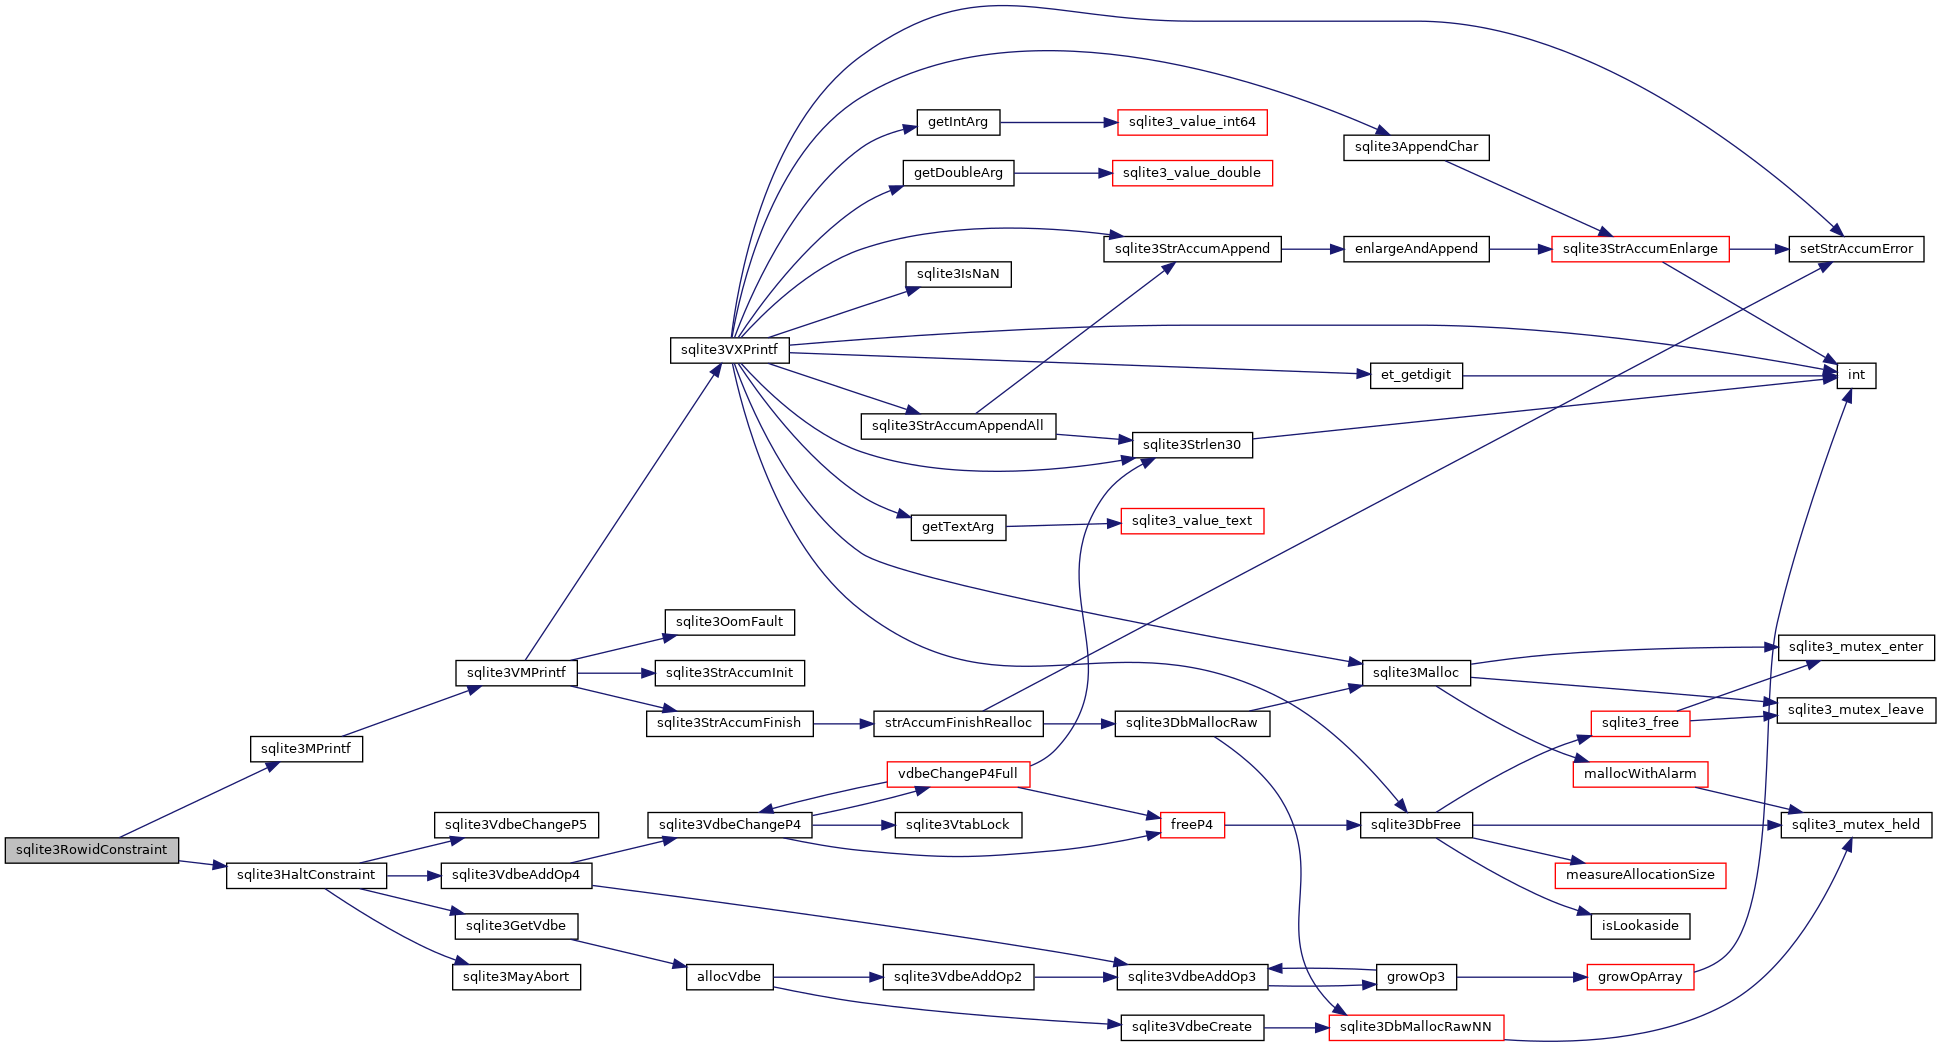 sqlite3RowidConstraint
sqlite3MPrintf
sqlite3HaltConstraint
sqlite3VMPrintf
sqlite3VdbeChangeP5
sqlite3VdbeAddOp4
sqlite3GetVdbe
sqlite3MayAbort
sqlite3VXPrintf
sqlite3OomFault
sqlite3StrAccumInit
sqlite3StrAccumFinish
sqlite3VdbeChangeP4
allocVdbe
getIntArg
getDoubleArg
sqlite3IsNaN
sqlite3StrAccumAppendAll
getTextArg
strAccumFinishRealloc
vdbeChangeP4Full
sqlite3VtabLock
sqlite3VdbeAddOp2
sqlite3_value_int64
sqlite3_value_double
sqlite3StrAccumAppend
sqlite3Strlen30
sqlite3_value_text
sqlite3DbMallocRaw
freeP4
sqlite3VdbeAddOp3
sqlite3VdbeCreate
sqlite3AppendChar
enlargeAndAppend
et_getdigit
sqlite3Malloc
sqlite3DbFree
growOp3
sqlite3DbMallocRawNN
sqlite3StrAccumEnlarge
sqlite3_free
mallocWithAlarm
measureAllocationSize
isLookaside
growOpArray
setStrAccumError
int
sqlite3_mutex_enter
sqlite3_mutex_leave
sqlite3_mutex_held